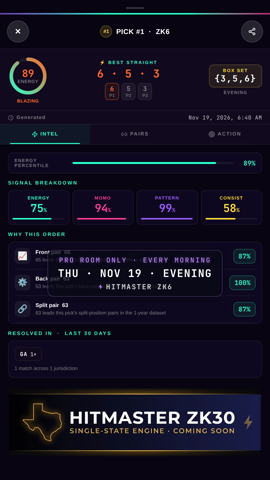 #1 PICK #1 · ZK6
89
ENERGY
BLAZING
⚡ BEST STRAIGHT
6 · 5 · 3
6 P1
5 P2
3 P3
BOX SET
{3,5,6}
EVENING
Generated
Nov 19, 2026, 6:40 AM
INTEL
PAIRS
ACTION
ENERGY PERCENTILE
89%
SIGNAL BREAKDOWN
ENERGY
75%
MOMO
94%
PATTERN
99%
CONSIST
58%
WHY THIS ORDER
Front pair
87%
PRO ROOM ONLY · EVERY MORNING
THU · NOV 19 · EVENING
HITMASTER ZK6
Back
100%
Split pair 63
63 leads this pick's split-position pairs in the 1-year dataset
87%
RESOLVED IN · LAST 30 DAYS
GA 1×
1 match across 1 jurisdiction
HITMASTER ZK30
SINGLE-STATE ENGINE · COMING SOON